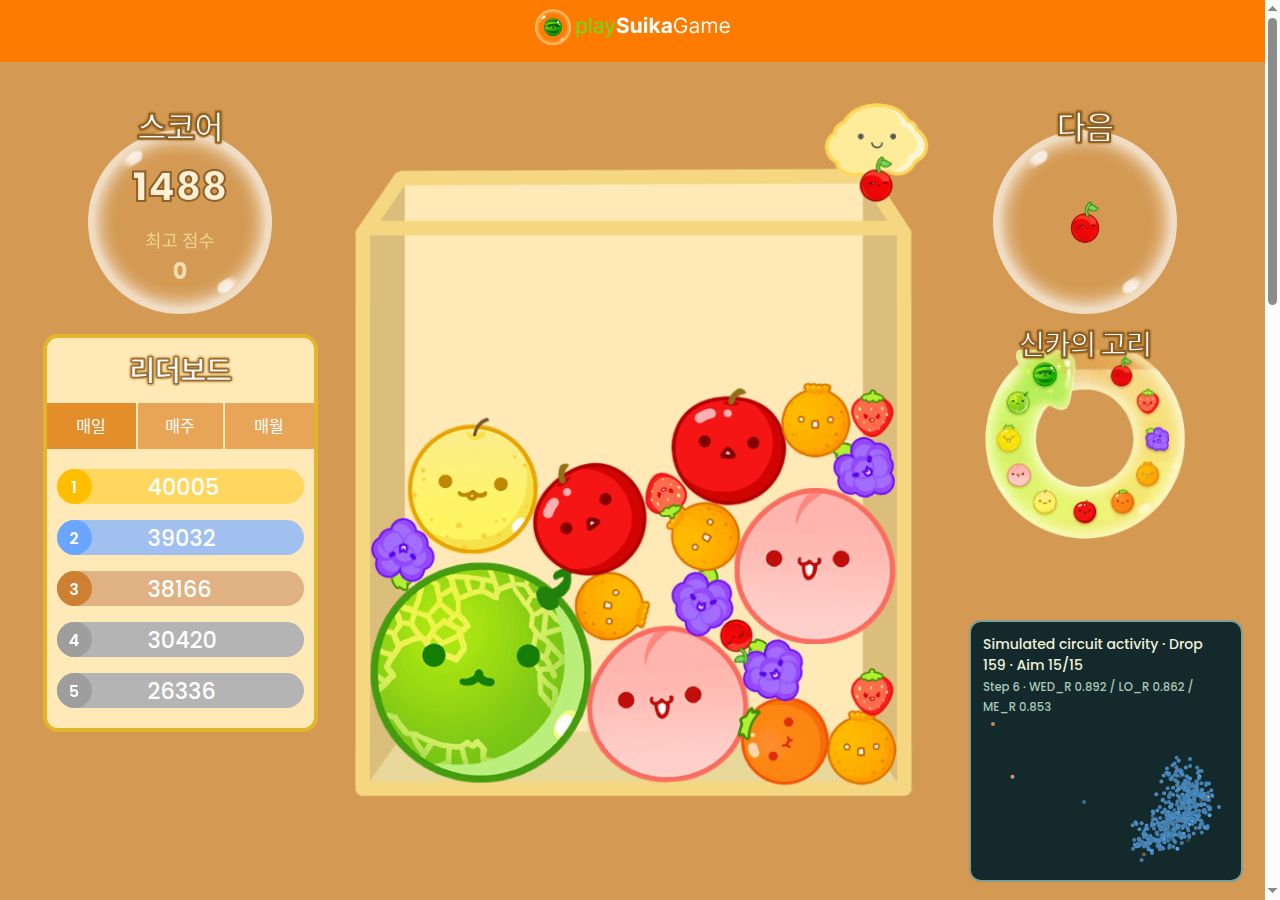 playSuikaGame
스코어
1488
최고 점수
0
다음
리더보드
매일 매주 매월
1 40005
2 39032
3 38166
4 30420
5 26336
신카의 고리
Simulated circuit activity · Drop
159 · Aim 15/15
Step 6 · WED_R 0.892 / LO_R 0.862 /
ME_R 0.853